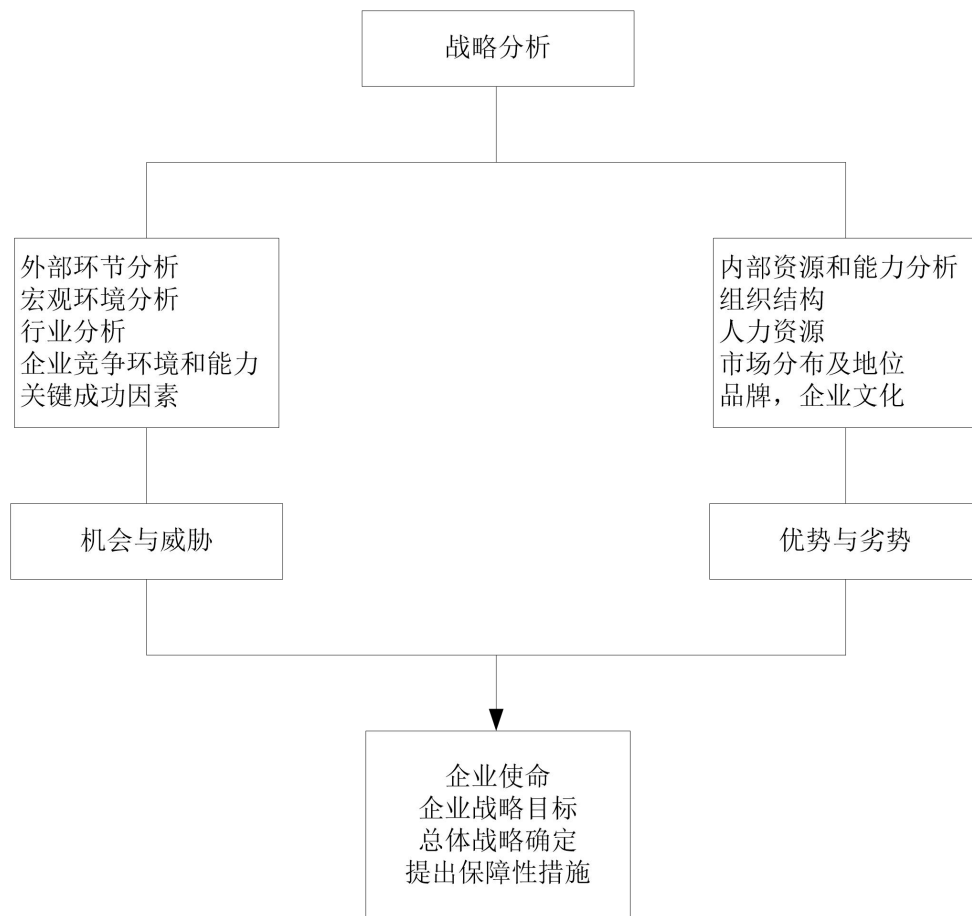 战略分析
外部环节分析
宏观环境分析
行业分析
企业竞争环境和能力
关键成功因素
内部资源和能力分析
组织结构
人力资源
市场分布及地位
品牌，企业文化
机会与威胁
优势与劣势
企业使命
企业战略目标
总体战略确定
提出保障性措施